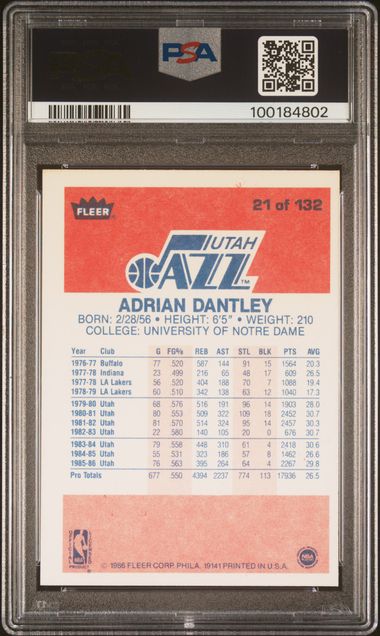 PSA
100184802
FLEER
21 of 132
UTAH
JAZZ TM
ADRIAN DANTLEY
BORN: 2/28/56 • HEIGHT: 6'5" • WEIGHT: 210
COLLEGE: UNIVERSITY OF NOTRE DAME
Year Club G FG% REB AST STL BLK PTS AVG
1976-77 Buffalo 77 .520 587 144 91 15 1564 20.3
1977-78 Indiana 23 .499 216 65 48 17 609 26.5
1977-78 LA Lakers 56 .520 404 188 70 7 1088 19.4
1978-79 LA Lakers 60 .510 342 138 63 12 1040 17.3
1979-80 Utah 68 .576 516 191 96 14 1903 28.0
1980-81 Utah 80 .553 509 322 109 18 2452 30.7
1981-82 Utah 81 .570 514 324 95 14 2457 30.3
1982-83 Utah 22 .580 140 105 20 0 676 30.7
1983-84 Utah 79 .558 448 310 61 4 2418 30.6
1984-85 Utah 55 .531 323 186 57 8 1462 26.6
1985-86 Utah 76 .563 395 264 64 4 2267 29.8
Pro Totals 677 .550 4394 2237 774 113 17936 26.5
NBA
© 1986 FLEER CORP. PHILA. 19141 PRINTED IN U.S.A.